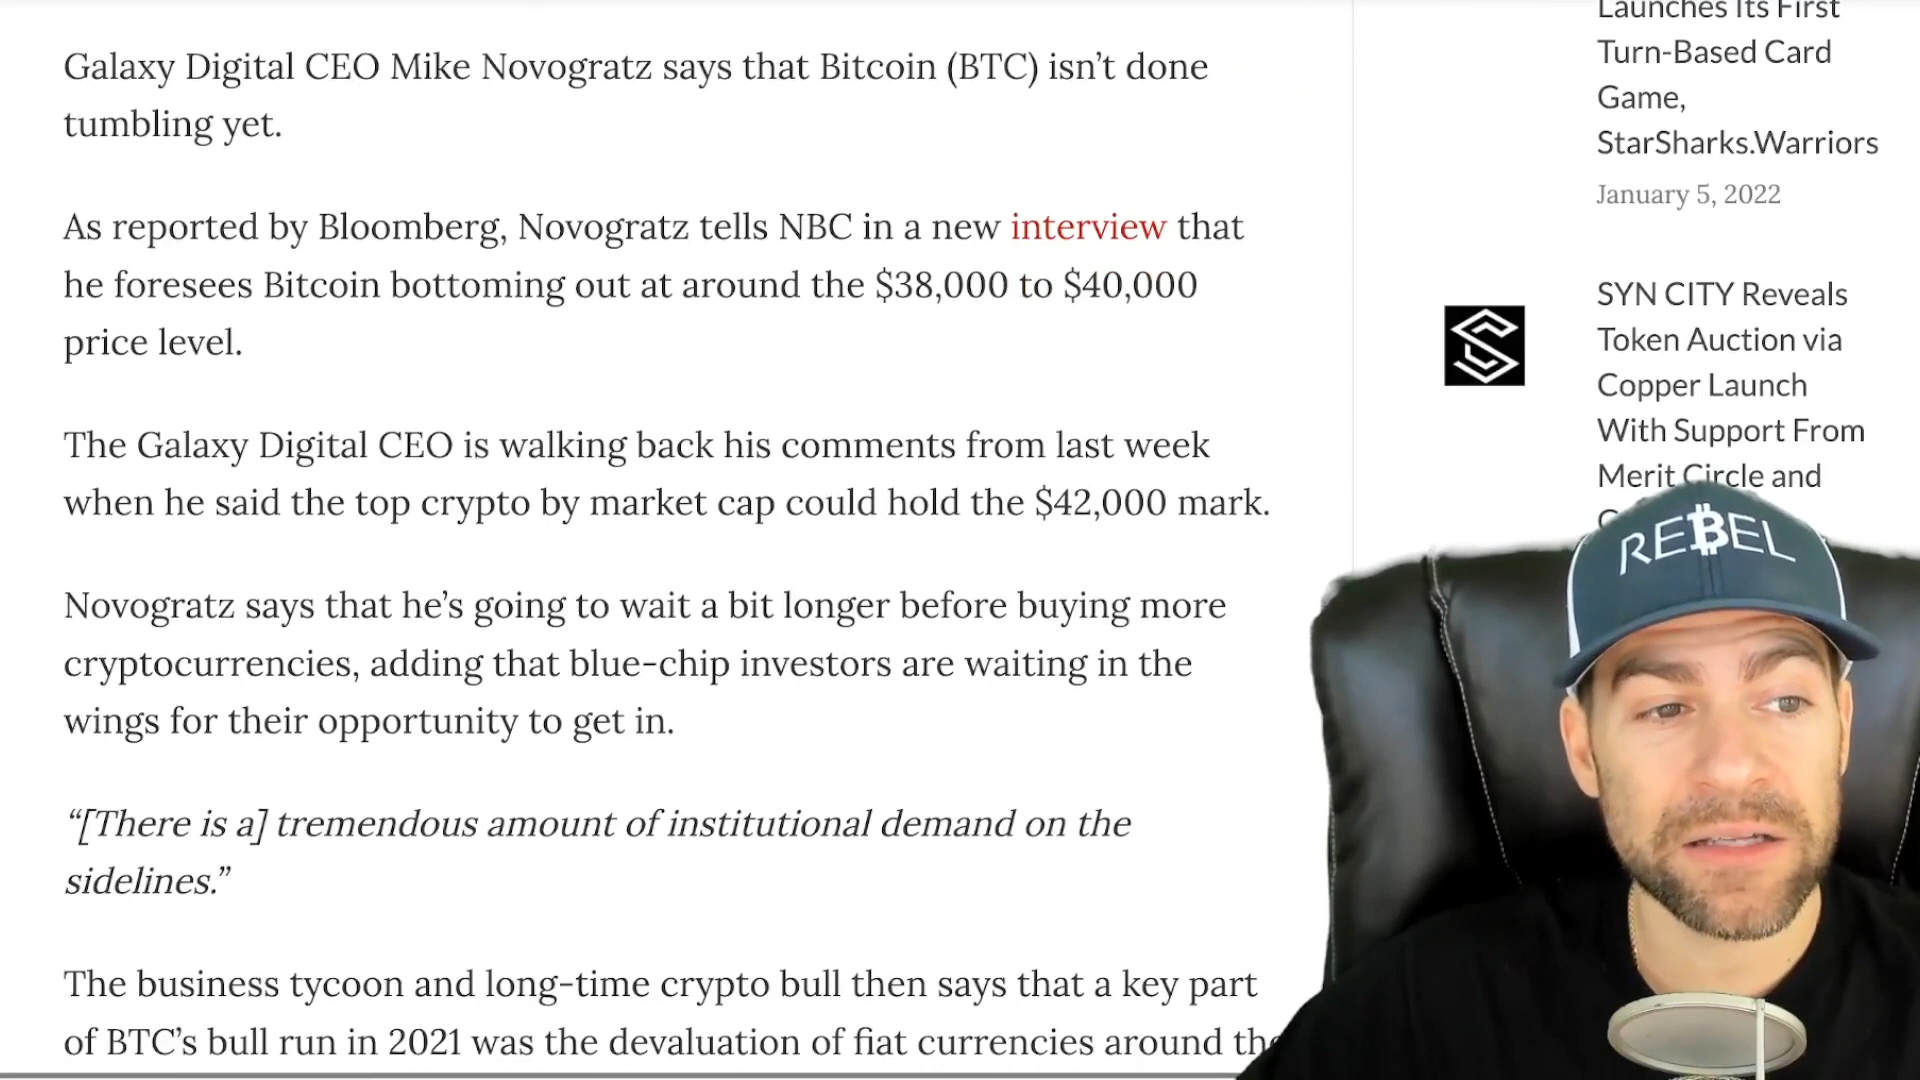 Galaxy Digital CEO Mike Novogratz says that Bitcoin (BTC) isn’t done
tumbling yet.
As reported by Bloomberg, Novogratz tells NBC in a new interview that
he foresees Bitcoin bottoming out at around the $38,000 to $40,000
price level.
The Galaxy Digital CEO is walking back his comments from last week
when he said the top crypto by market cap could hold the $42,000 mark.
Novogratz says that he’s going to wait a bit longer before buying more
cryptocurrencies, adding that blue-chip investors are waiting in the
wings for their opportunity to get in.
“[There is a] tremendous amount of institutional demand on the
sidelines.”
The business tycoon and long-time crypto bull then says that a key part
of BTC’s bull run in 2021 was the devaluation of fiat currencies around the
Launches Its First
Turn-Based Card
Game,
StarSharks.Warriors
January 5, 2022
SYN CITY Reveals
Token Auction via
Copper Launch
With Support From
Merit Circle and
REBEL